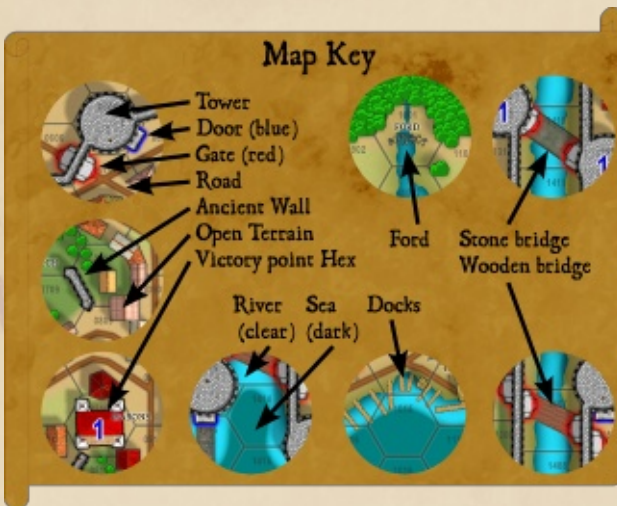 Map Key
Tower
Door (blue)
Gate (red)
Road
Ancient Wall
Open Terrain
Victory point Hex
Ford
Stone bridge
Wooden bridge
River
(clear)
Sea
(dark)
Docks
FORD
1
1
1